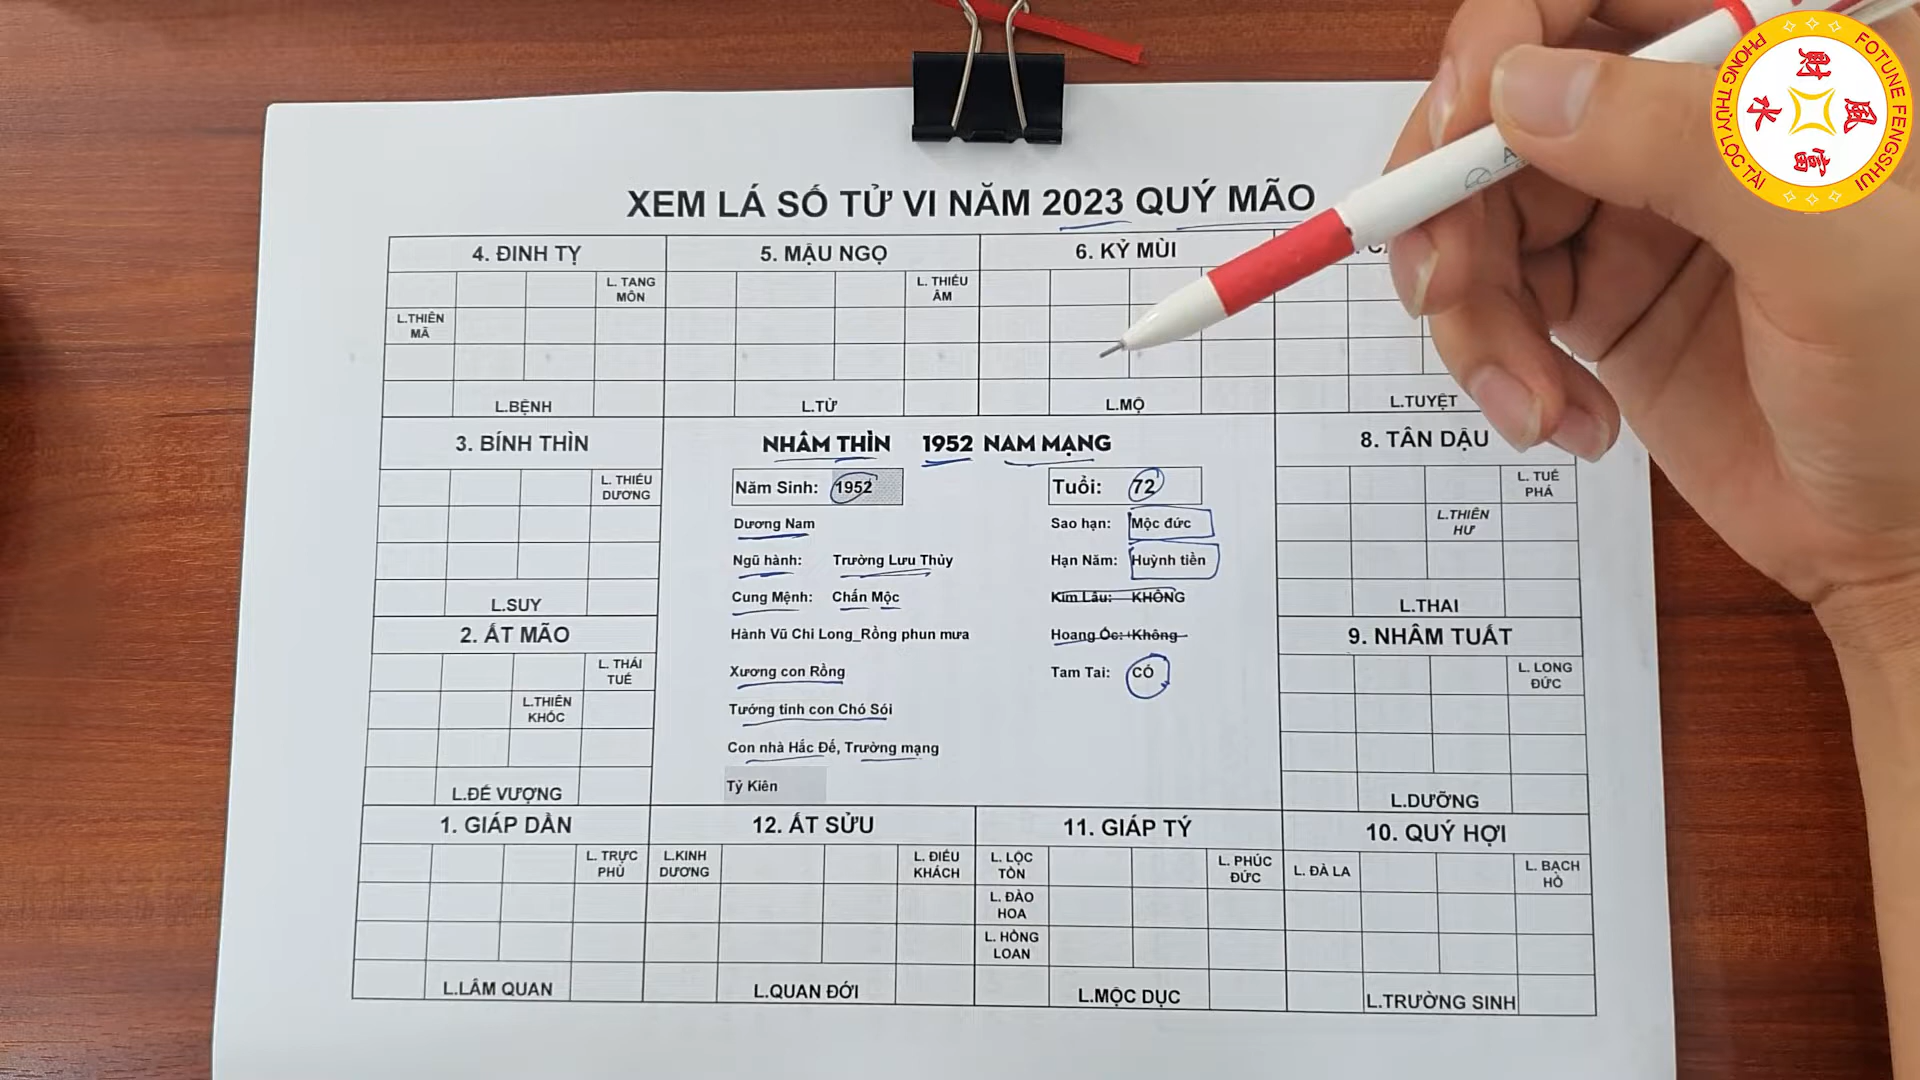 PHONG THỦY LỘC TÀI
FOTUNE FENGSHUI
財
風
富
水
XEM LÁ SỐ TỬ VI NĂM 2023 QUÝ MÃO
4. ĐINH TỴ
L. TANG MÔN
L.THIÊN MÃ
L.BỆNH
5. MẬU NGỌ
L. THIẾU ÂM
L.TỬ
6. KỶ MÙI
L.MỘ
L.TUYỆT
3. BÍNH THÌN
L. THIẾU DƯƠNG
L.SUY
NHÂM THÌN 1952 NAM MẠNG
Năm Sinh: 1952
Tuổi: 72
Dương Nam
Sao hạn: Mộc đức
Ngũ hành: Trường Lưu Thủy
Hạn Năm: Huỳnh tiền
Cung Mệnh: Chấn Mộc
Kim Lâu: KHÔNG
Hành Vũ Chi Long_Rồng phun mưa
Hoang Ốc: Không
Xương con Rồng
Tam Tai: CÓ
Tướng tinh con Chó Sói
Con nhà Hắc Đế, Trường mạng
Tỷ Kiên
8. TÂN DẬU
L. TUẾ PHÁ
L.THIÊN HƯ
L.THAI
2. ẤT MÃO
L. THÁI TUẾ
L.THIÊN KHỐC
L.ĐẾ VƯỢNG
9. NHÂM TUẤT
L. LONG ĐỨC
L.DƯỠNG
1. GIÁP DẦN
L. TRỰC PHÙ
L.LÂM QUAN
12. ẤT SỬU
L.KINH DƯƠNG
L. ĐIẾU KHÁCH
L.QUAN ĐỚI
11. GIÁP TÝ
L. LỘC TỒN
L. PHÚC ĐỨC
L. ĐÀO HOA
L. HỒNG LOAN
L.MỘC DỤC
10. QUÝ HỢI
L. ĐÀ LA
L. BẠCH HỔ
L.TRƯỜNG SINH